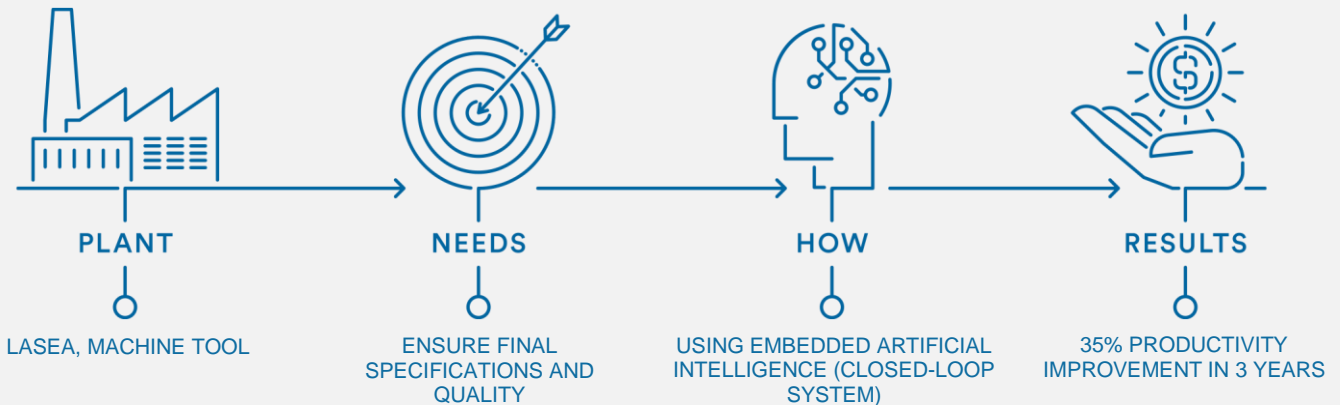 PLANT
NEEDS
HOW
RESULTS
LASEA, MACHINE TOOL
ENSURE FINAL
SPECIFICATIONS AND
QUALITY
USING EMBEDDED ARTIFICIAL
INTELLIGENCE (CLOSED-LOOP
SYSTEM)
35% PRODUCTIVITY
IMPROVEMENT IN 3 YEARS